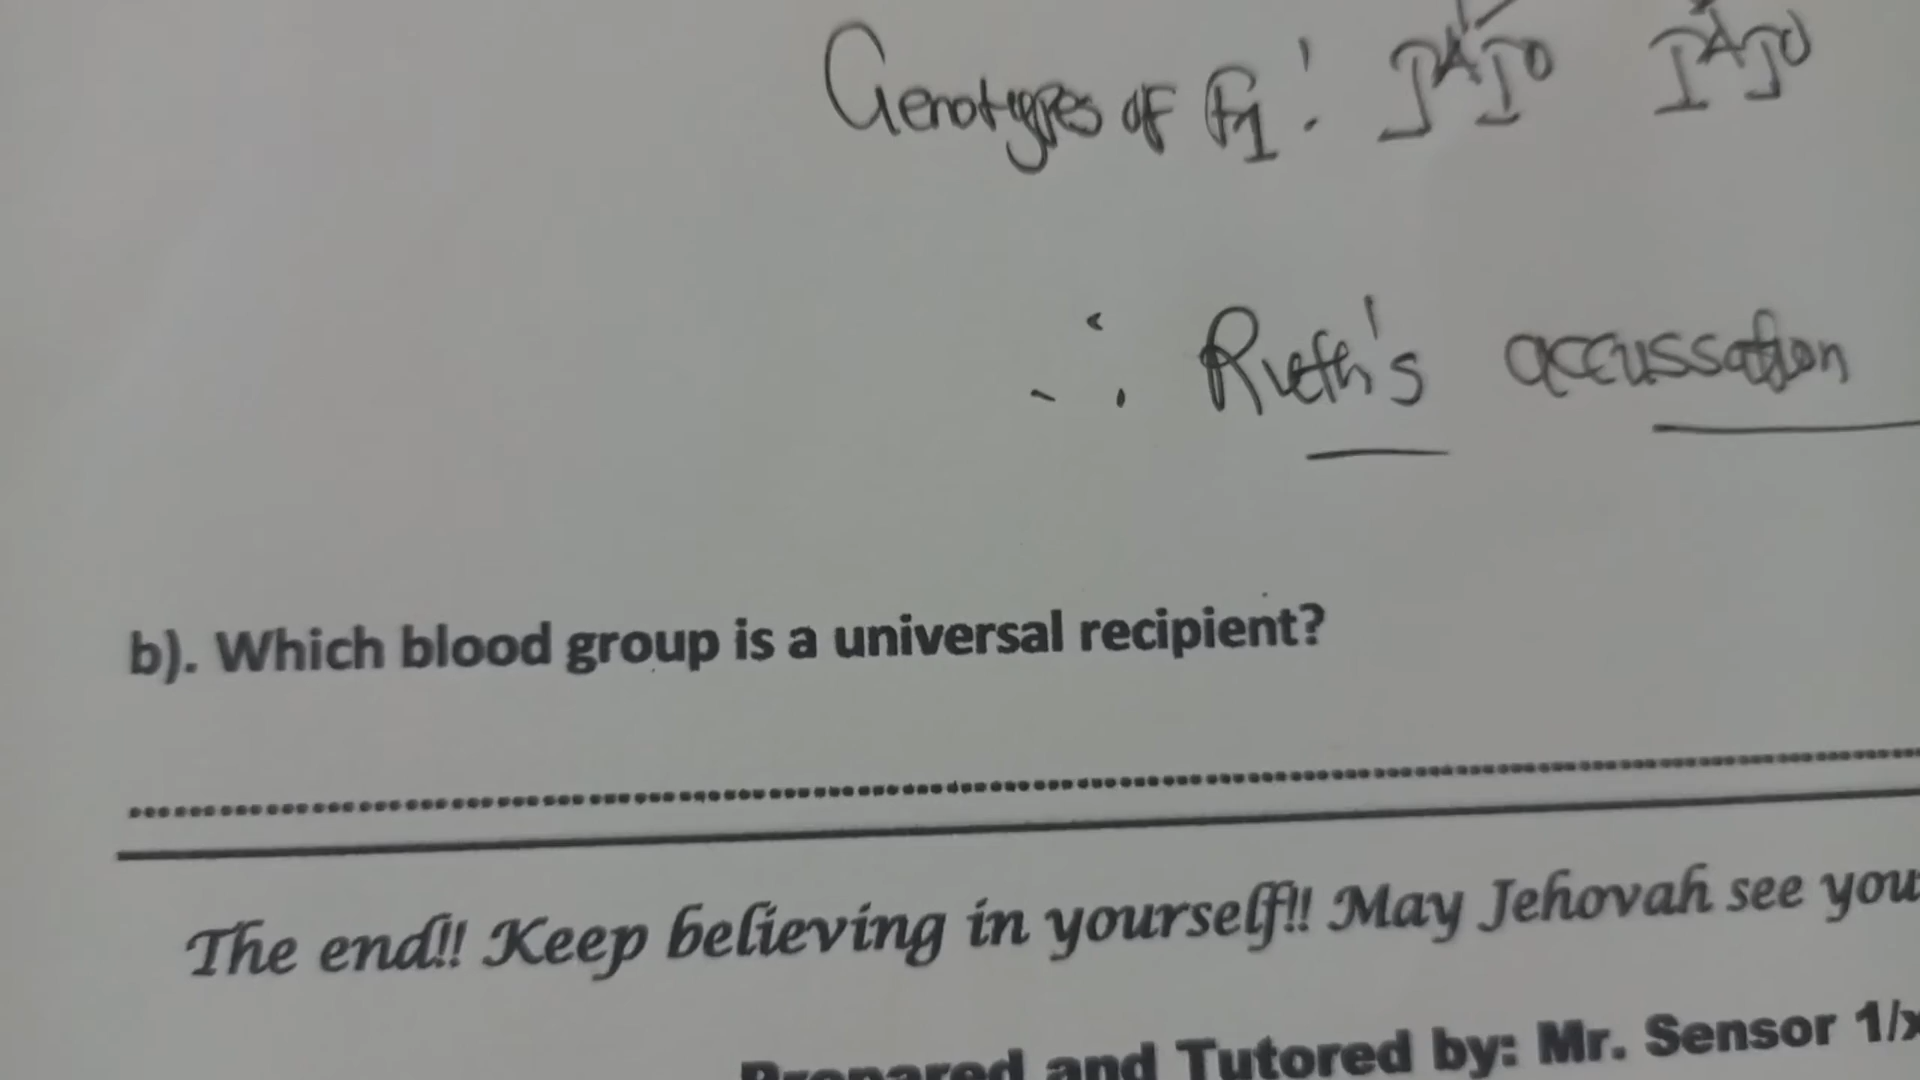 Genotypes of F1: IAIO IAIO
∴ Ruth's accussation
b). Which blood group is a universal recipient?
The end!! Keep believing in yourself!! May Jehovah see you
Prepared and Tutored by: Mr. Sensor 1/x